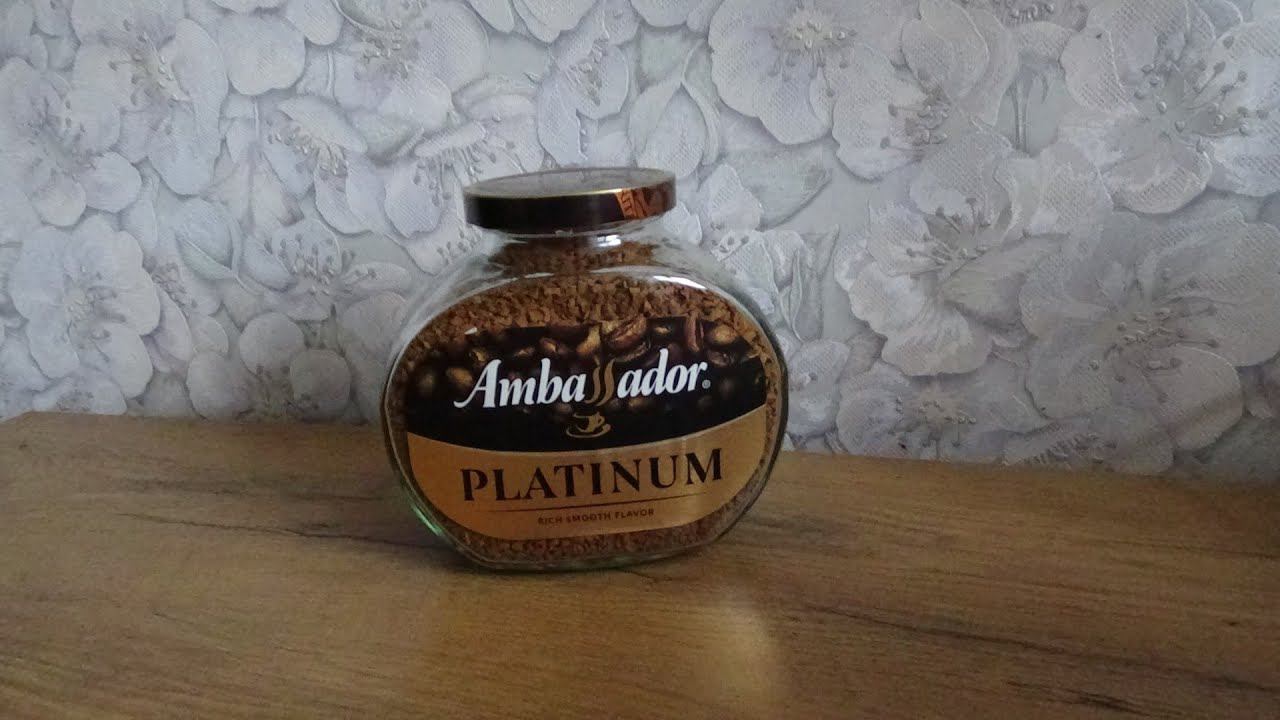 Ambassador®
PLATINUM
RICH SMOOTH FLAVOR